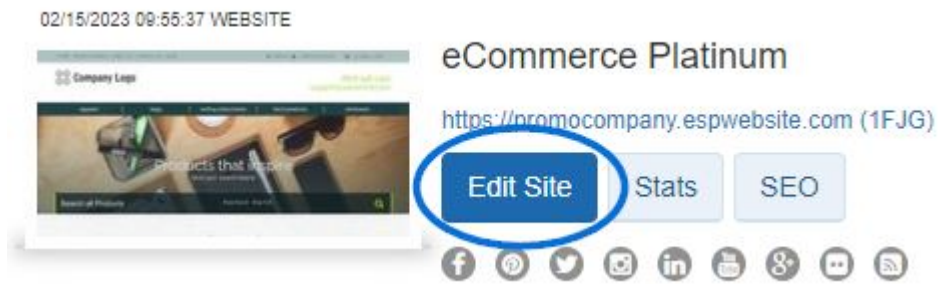 02/15/2023 09:55:37 WEBSITE
eCommerce Platinum
https://promocompany.espwebsite.com (1FJG)
Edit Site
Stats
SEO
Company Logo
Products that inspire
Search all Products